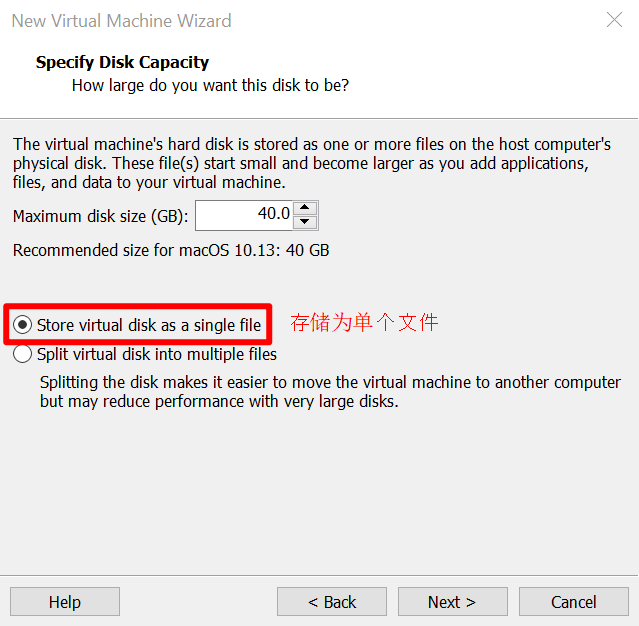 New Virtual Machine Wizard
Specify Disk Capacity
How large do you want this disk to be?
The virtual machine's hard disk is stored as one or more files on the host computer's
physical disk. These file(s) start small and become larger as you add applications,
files, and data to your virtual machine.
Maximum disk size (GB): 40.0
Recommended size for macOS 10.13: 40 GB
Store virtual disk as a single file 存储为单个文件
Split virtual disk into multiple files
Splitting the disk makes it easier to move the virtual machine to another computer
but may reduce performance with very large disks.
Help < Back Next > Cancel